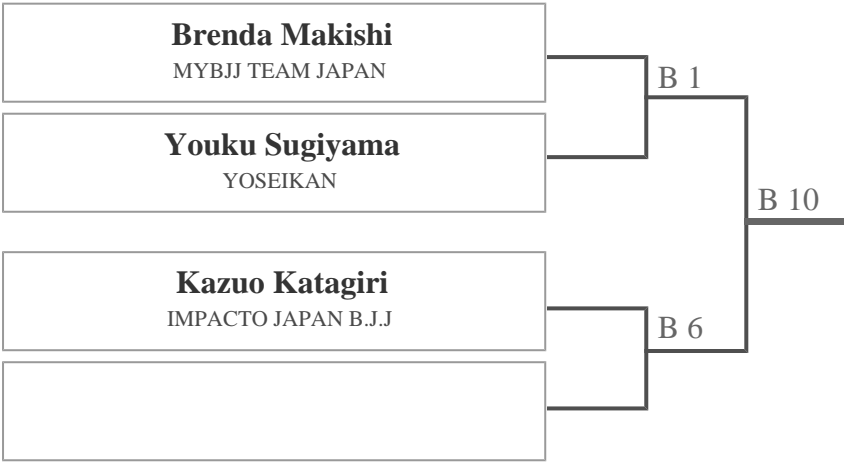 Brenda Makishi
MYBJJ TEAM JAPAN
B 1
Youku Sugiyama
YOSEIKAN
B 10
Kazuo Katagiri
IMPACTO JAPAN B.J.J
B 6